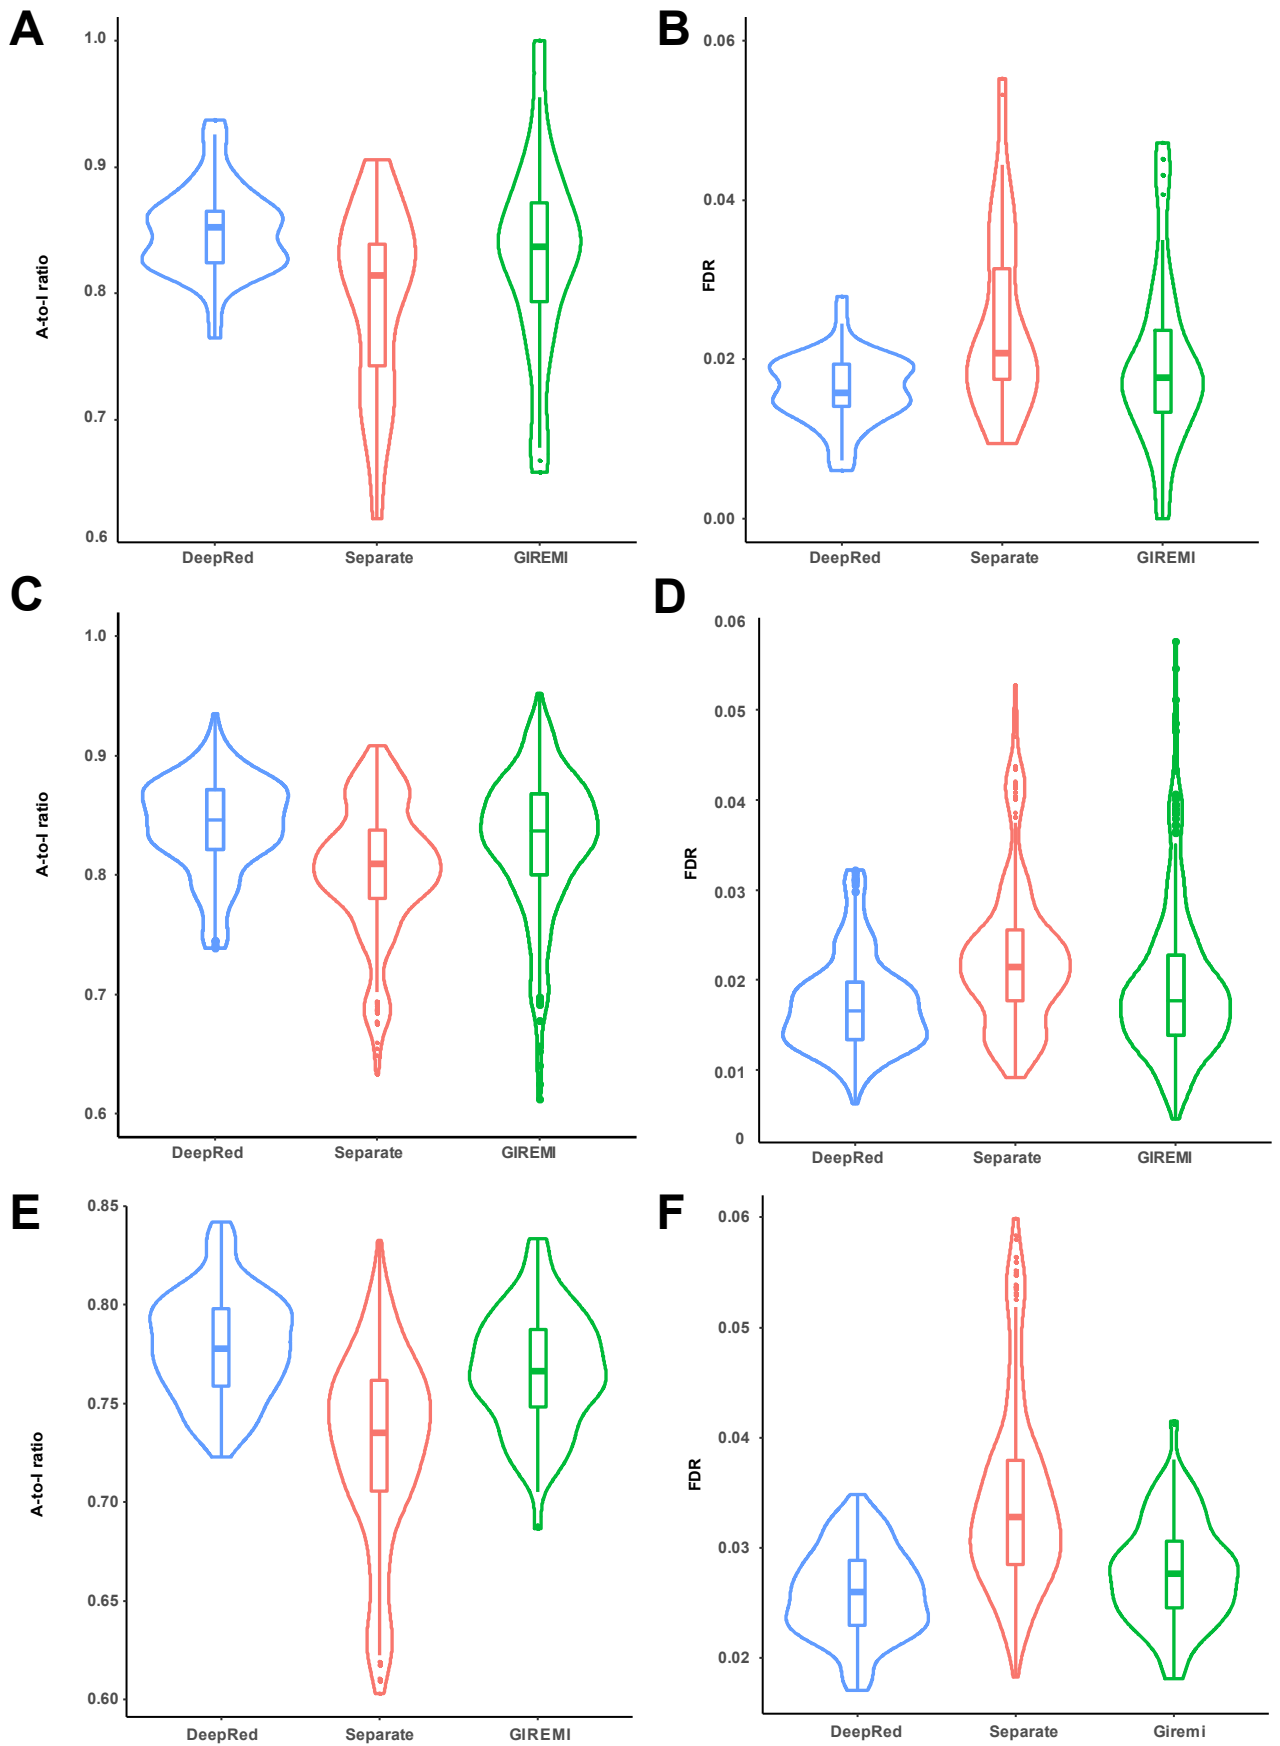 A
1.0
0.9
0.8
0.7
0.6
A-to-I ratio
DeepRed Separate GIREMI
B
0.06
0.04
0.02
0.00
FDR
DeepRed Separate GIREMI
C
1.0
0.9
0.8
0.7
0.6
A-to-I ratio
DeepRed Separate GIREMI
D
0.06
0.05
0.04
0.03
0.02
0.01
0
FDR
DeepRed Separate GIREMI
E
0.85
0.80
0.75
0.70
0.65
0.60
A-to-I ratio
DeepRed Separate GIREMI
F
0.06
0.05
0.04
0.03
0.02
FDR
DeepRed Separate Giremi